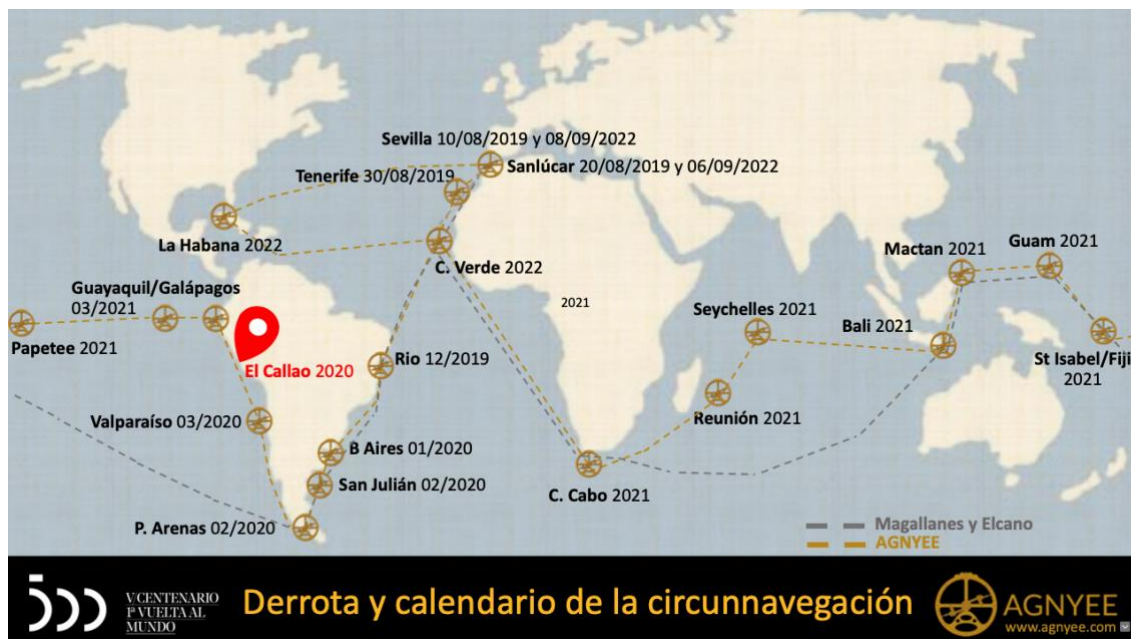 Sevilla 10/08/2019 y 08/09/2022
Sanlúcar 20/08/2019 y 06/09/2022
Tenerife 30/08/2019
La Habana 2022
C. Verde 2022
Mactan 2021
Guam 2021
Guayaquil/Galápagos
03/2021
2021
Seychelles 2021
Bali 2021
Papetee 2021
El Callao 2020
Rio 12/2019
St Isabel/Fiji
2021
Valparaíso 03/2020
Reunión 2021
B Aires 01/2020
San Julián 02/2020
C. Cabo 2021
P. Arenas 02/2020
Magallanes y Elcano
AGNYEE
V CENTENARIO
1ª VUELTA AL
MUNDO
Derrota y calendario de la circunnavegación
AGNYEE
www.agnyee.com